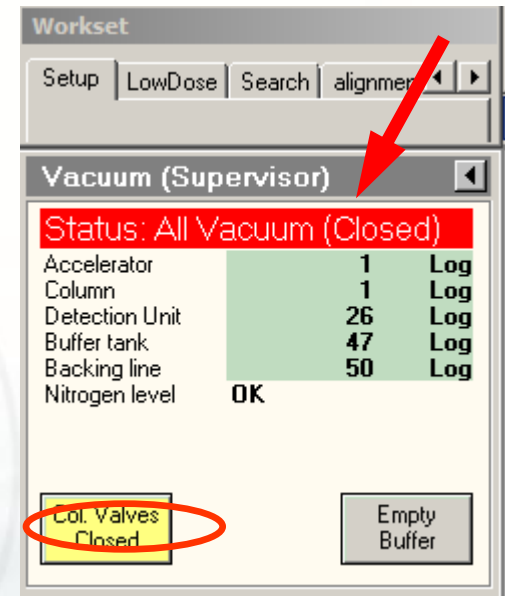 Workset
Setup LowDose Search alignmen
Vacuum (Supervisor)
Status: All Vacuum (Closed)
Accelerator 1 Log
Column 1 Log
Detection Unit 26 Log
Buffer tank 47 Log
Backing line 50 Log
Nitrogen level OK
Col. Valves
Closed
Empty
Buffer